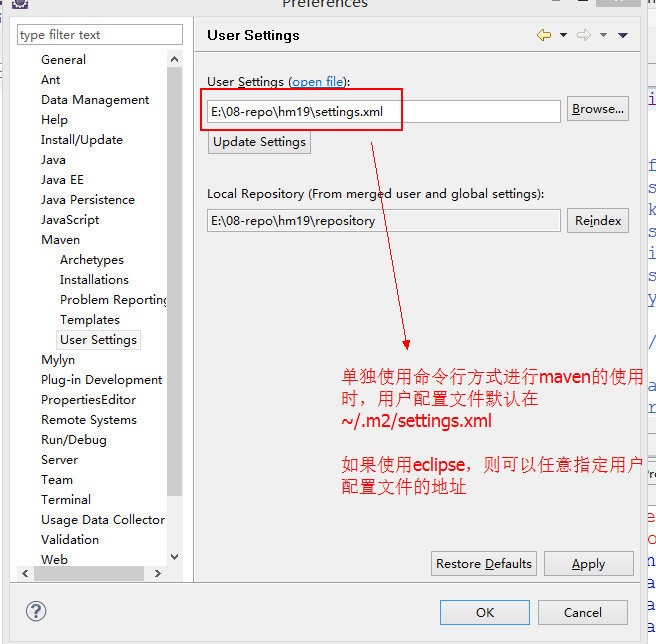 Preferences
type filter text
General
Ant
Data Management
Help
Install/Update
Java
Java EE
Java Persistence
JavaScript
Maven
Archetypes
Installations
Problem Reporting
Templates
User Settings
Mylyn
Plug-in Development
PropertiesEditor
Remote Systems
Run/Debug
Server
Team
Terminal
Usage Data Collector
Validation
Web
User Settings
User Settings (open file):
E:\08-repo\hm19\settings.xml
Browse...
Update Settings
Local Repository (From merged user and global settings):
E:\08-repo\hm19\repository
Reindex
单独使用命令行方式进行maven的使用
时，用户配置文件默认在
~/.m2/settings.xml
如果使用eclipse，则可以任意指定用户
配置文件的地址
Restore Defaults
Apply
OK
Cancel